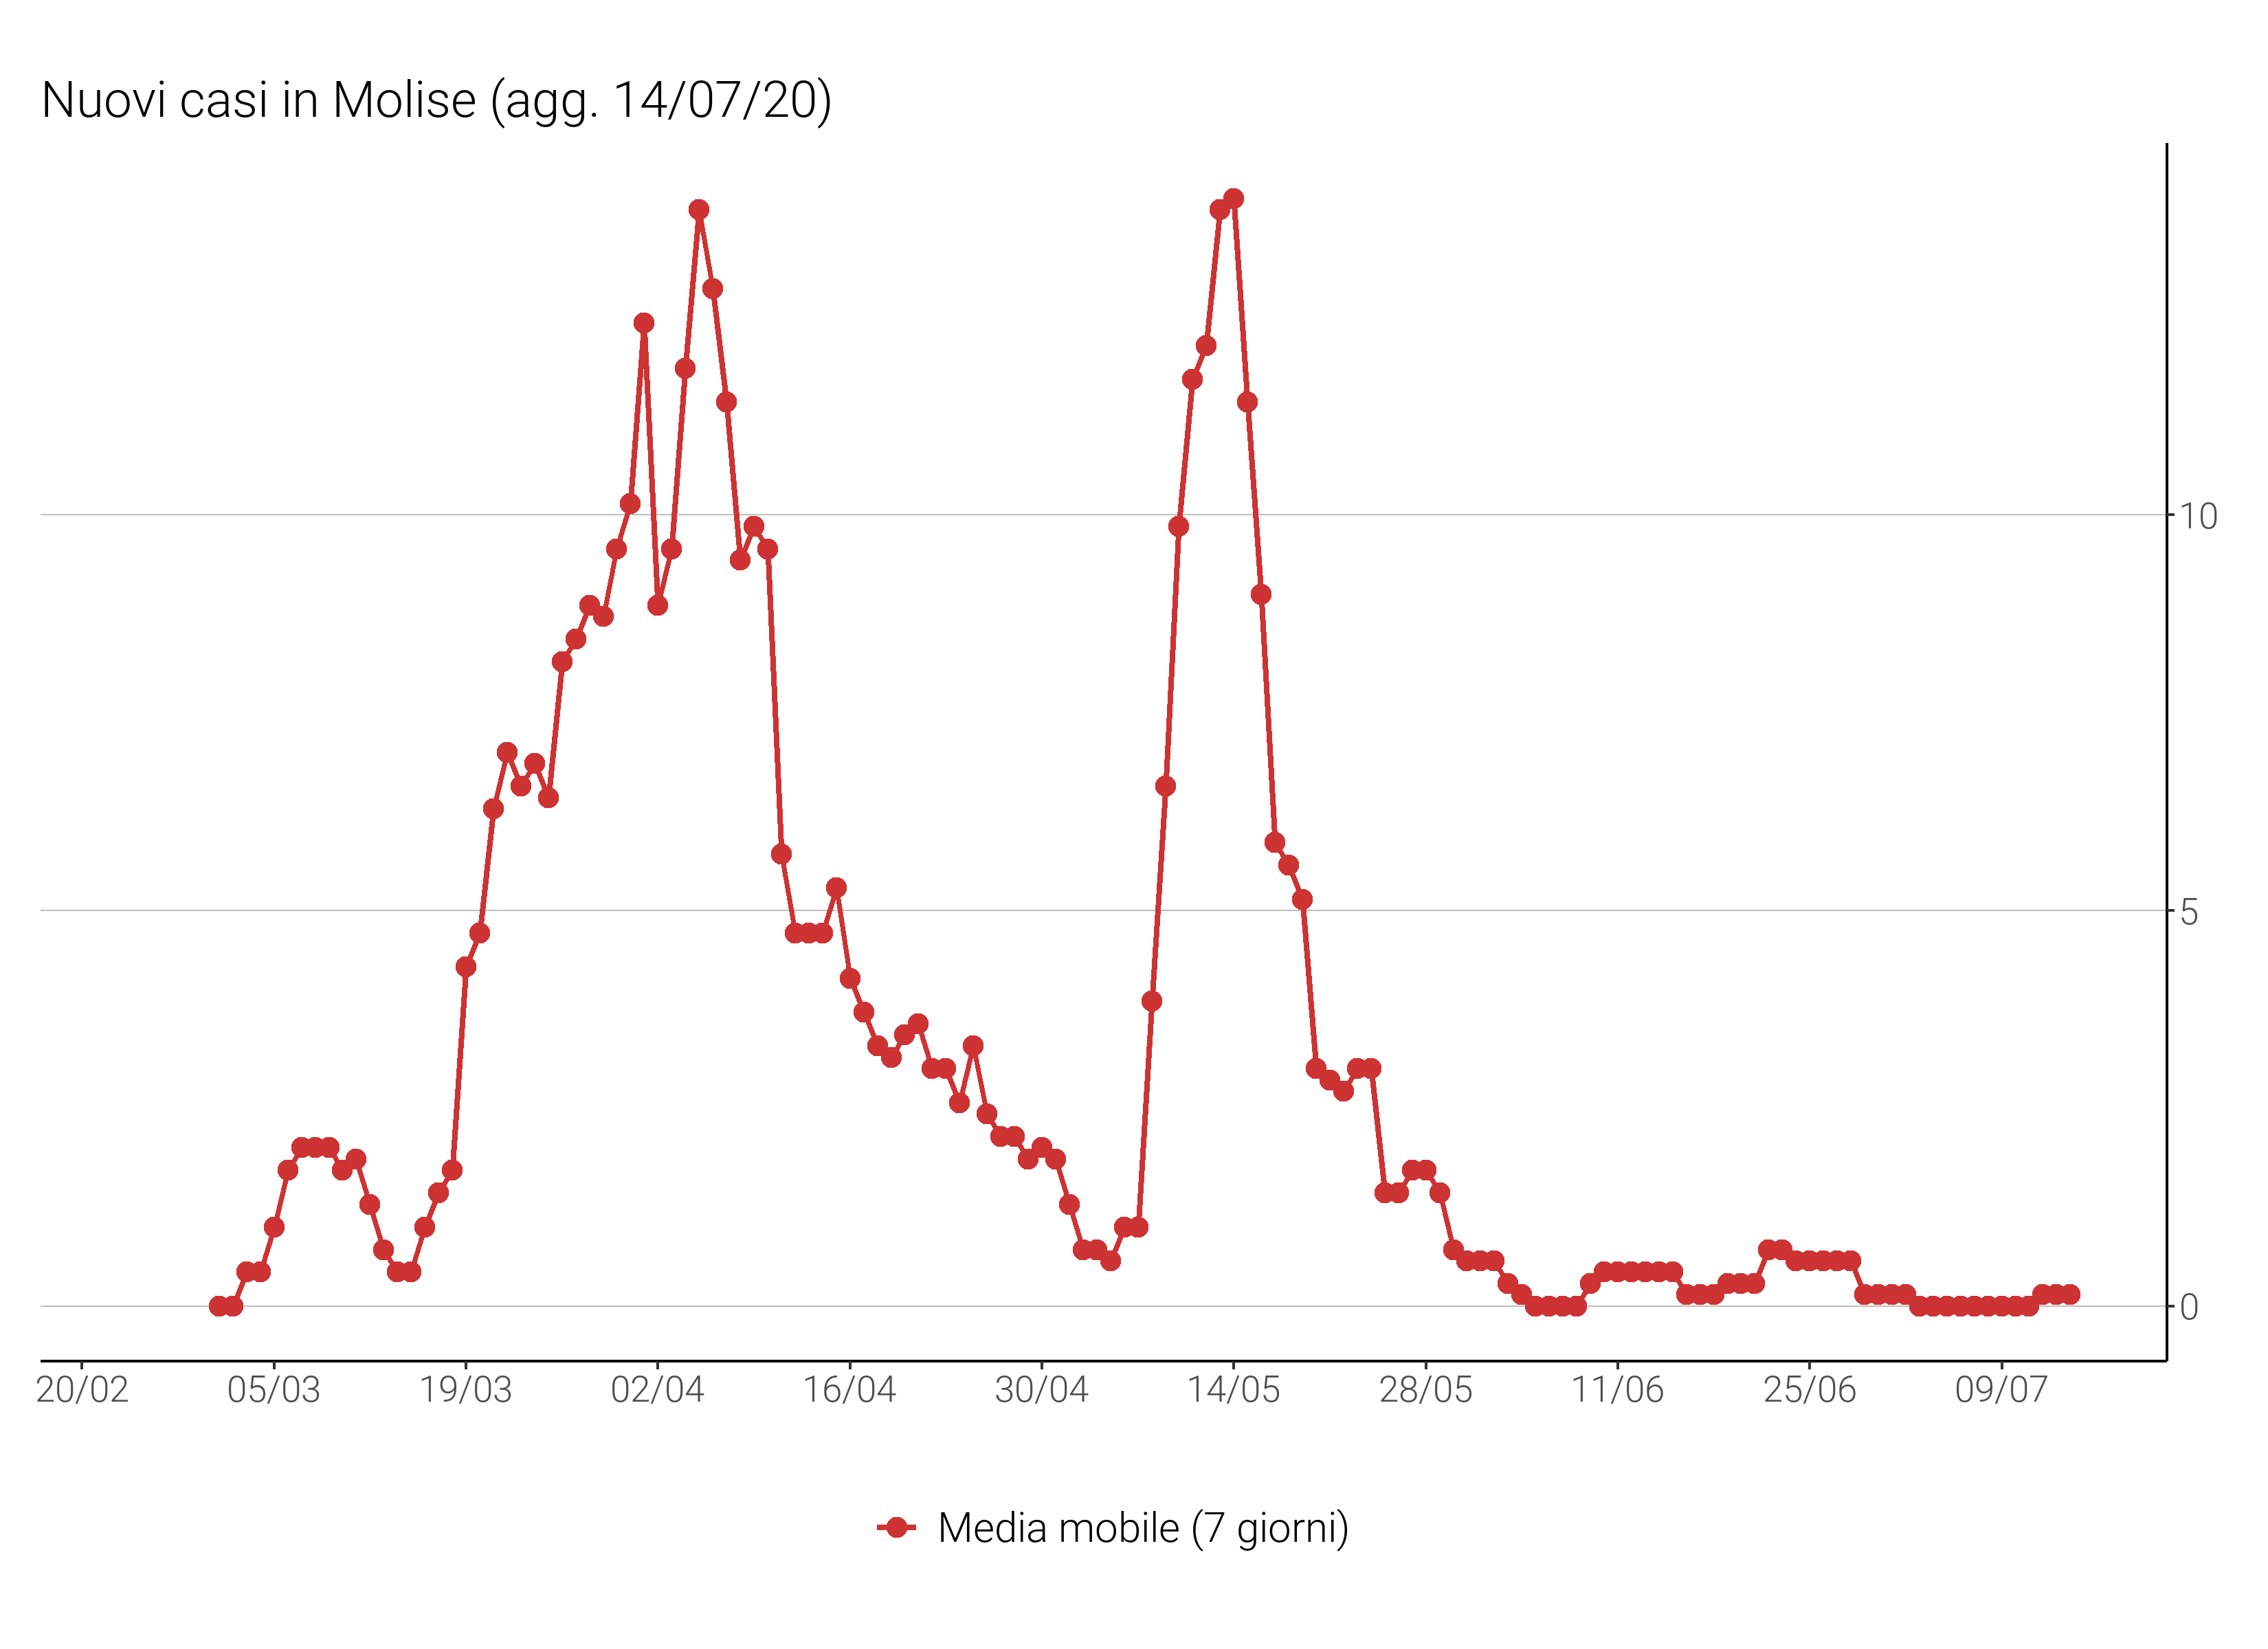 Nuovi casi in Molise (agg. 14/07/20)
10
5
0
20/02 05/03 19/03 02/04 16/04 30/04 14/05 28/05 11/06 25/06 09/07
Media mobile (7 giorni)